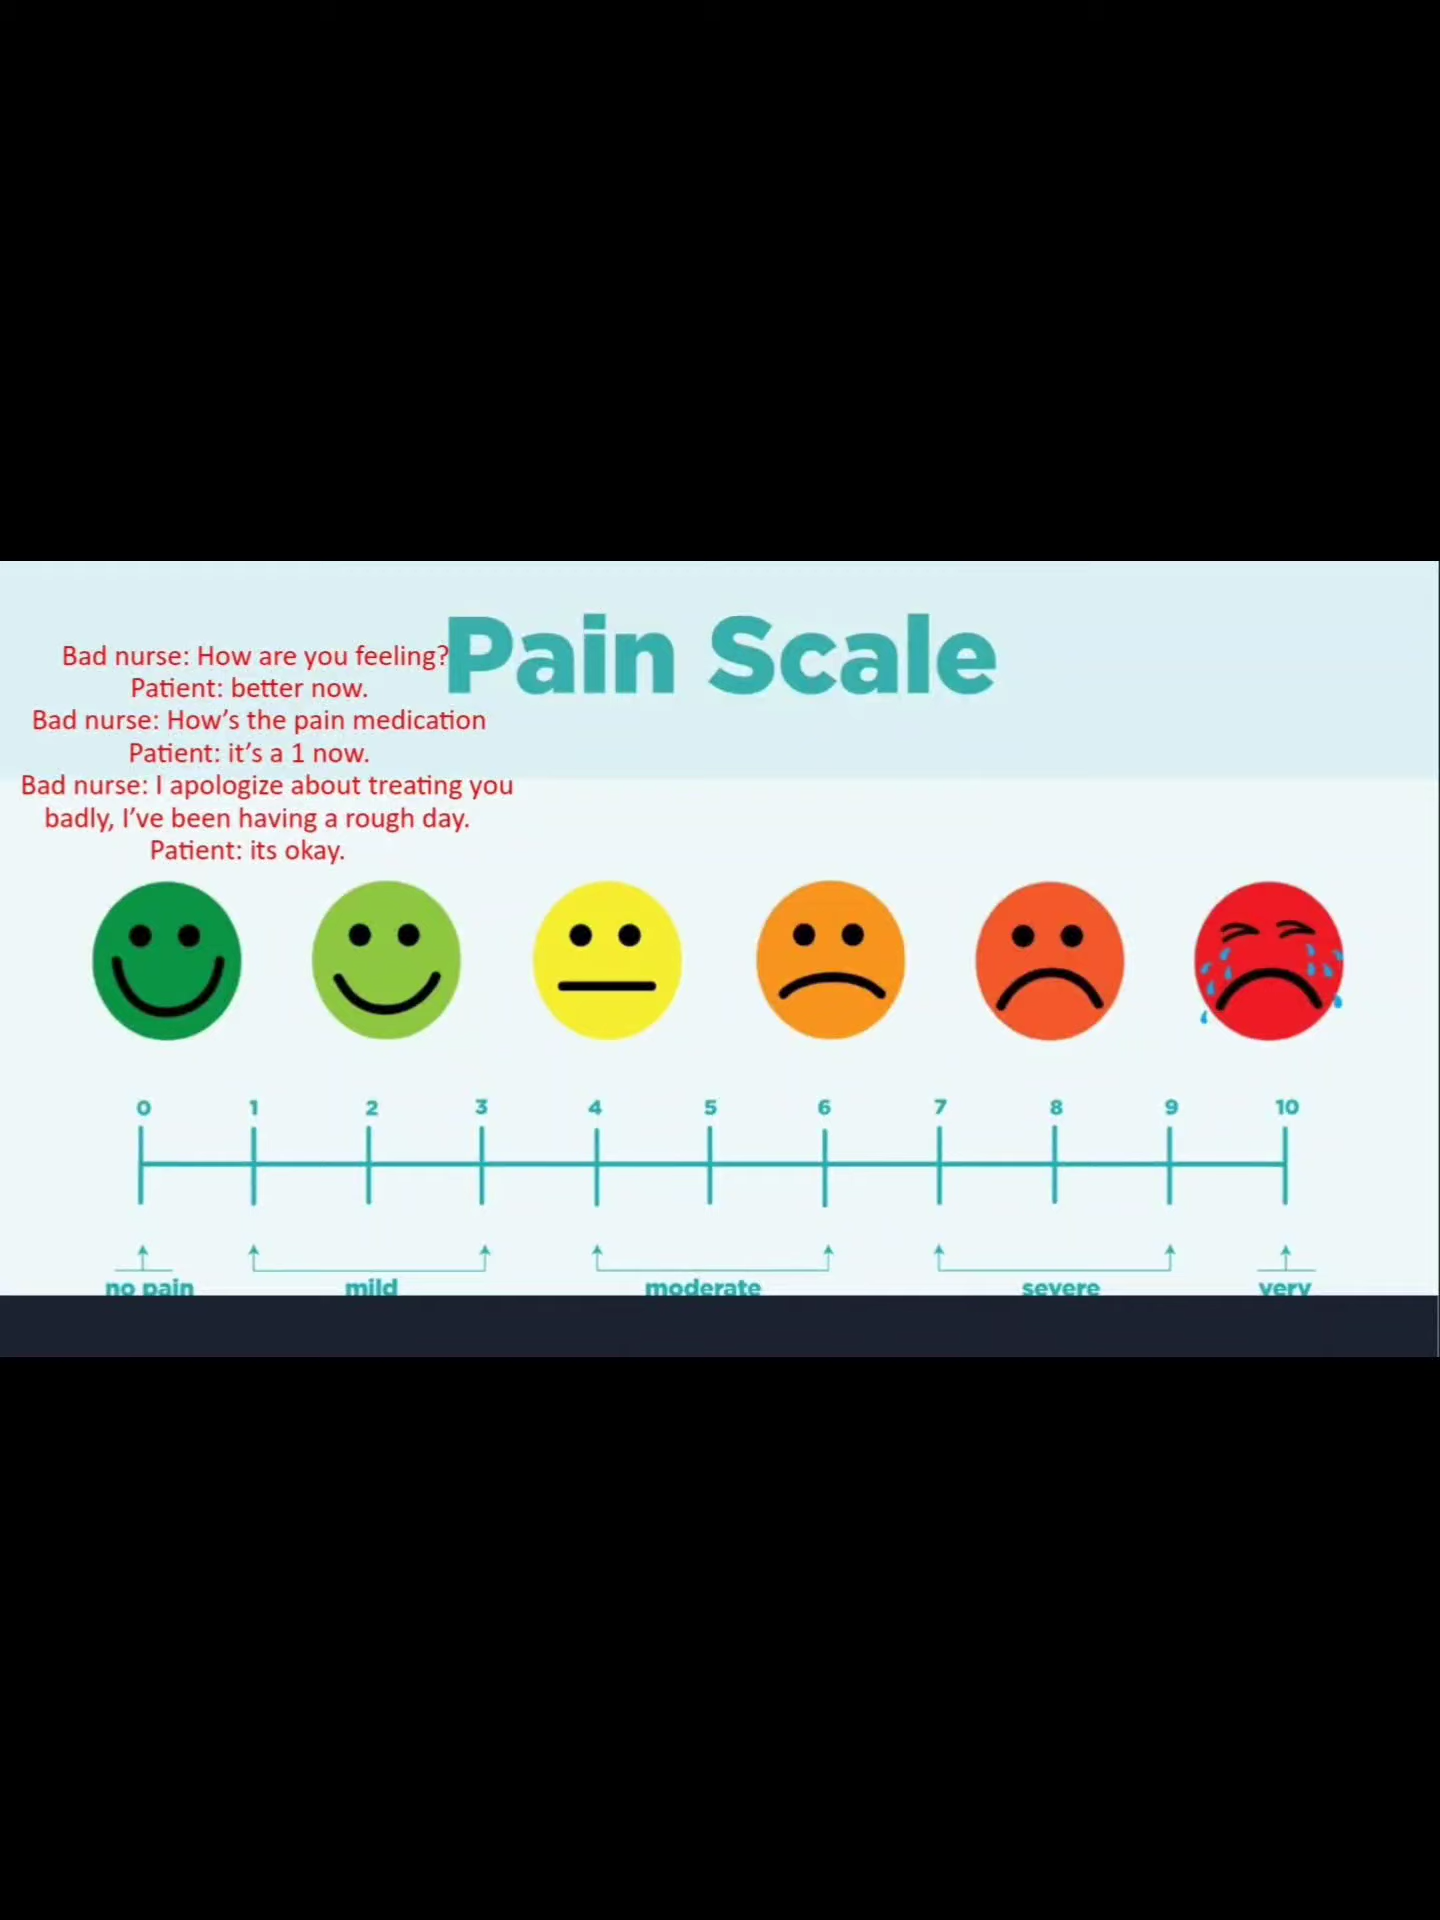 Pain Scale
Bad nurse: How are you feeling?
Patient: better now.
Bad nurse: How’s the pain medication
Patient: it’s a 1 now.
Bad nurse: I apologize about treating you
badly, I’ve been having a rough day.
Patient: its okay.
0 1 2 3 4 5 6 7 8 9 10
no pain mild moderate severe very